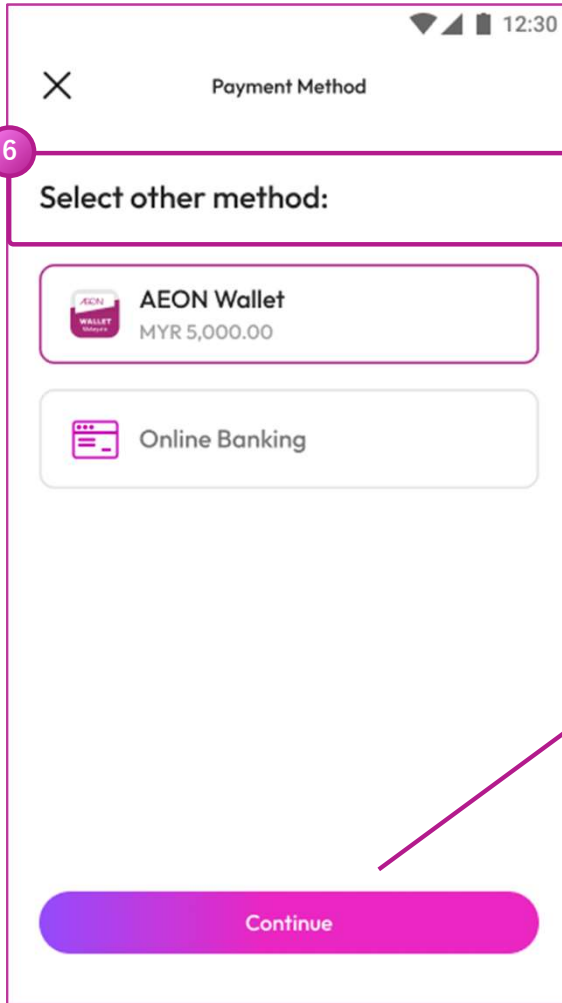 12:30
Payment Method
6
Select other method:
AEON
WALLET
Malaysia
AEON Wallet
MYR 5,000.00
Online Banking
Continue